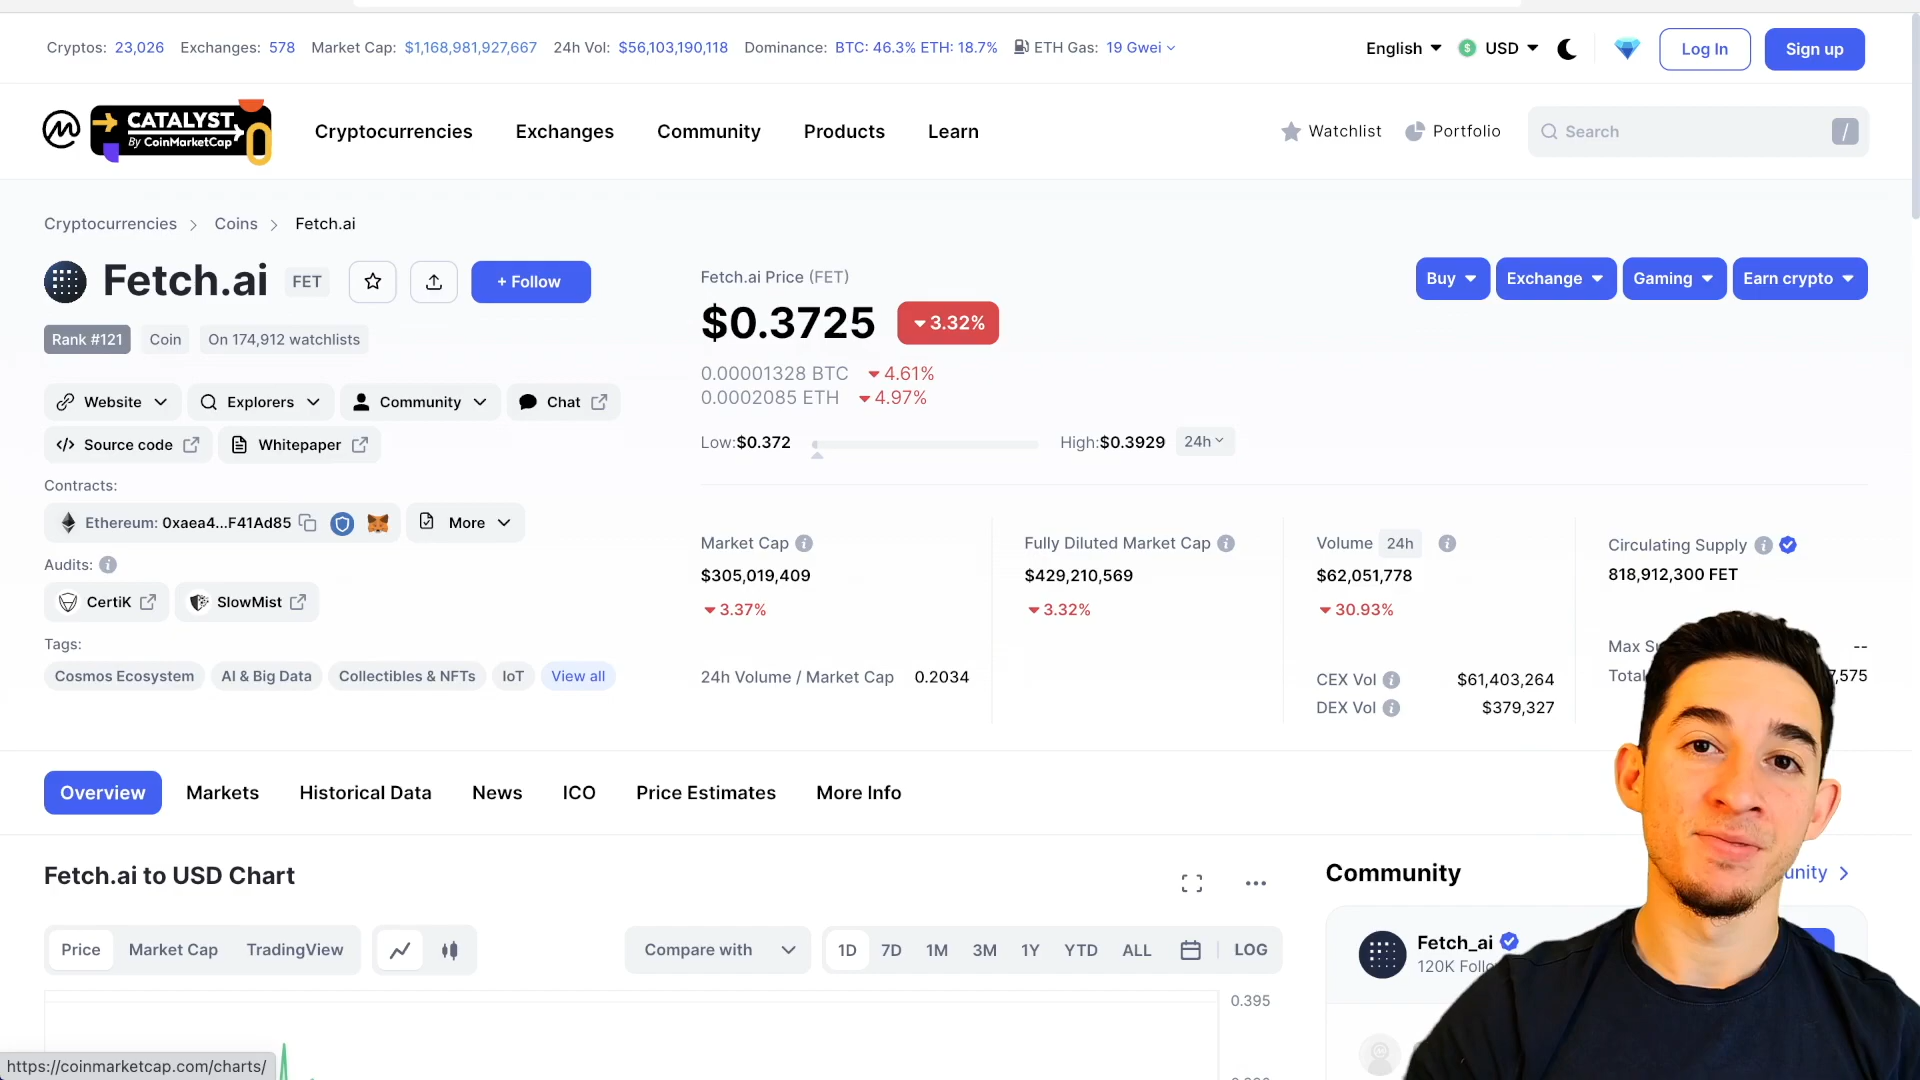 Cryptos: 23,026 Exchanges: 578 Market Cap: $1,168,981,927,667 24h Vol: $56,103,190,118 Dominance: BTC: 46.3% ETH: 18.7% ETH Gas: 19 Gwei
English USD Log In Sign up
CATALYST
By CoinMarketCap
Cryptocurrencies Exchanges Community Products Learn
Watchlist Portfolio Search /
Cryptocurrencies > Coins > Fetch.ai
Fetch.ai FET + Follow
Rank #121 Coin On 174,912 watchlists
Website Explorers Community Chat
Source code Whitepaper
Contracts:
Ethereum: 0xaea4...F41Ad85 More
Audits:
CertiK SlowMist
Tags:
Cosmos Ecosystem AI & Big Data Collectibles & NFTs IoT View all
Fetch.ai Price (FET)
$0.3725 3.32%
0.00001328 BTC 4.61%
0.0002085 ETH 4.97%
Low:$0.372 High:$0.3929 24h
Buy Exchange Gaming Earn crypto
Market Cap
$305,019,409
3.37%
24h Volume / Market Cap 0.2034
Fully Diluted Market Cap
$429,210,569
3.32%
Volume 24h
$62,051,778
30.93%
CEX Vol $61,403,264
DEX Vol $379,327
Circulating Supply
818,912,300 FET
Max --
Total ,575
Overview Markets Historical Data News ICO Price Estimates More Info
Fetch.ai to USD Chart
Price Market Cap TradingView
Compare with 1D 7D 1M 3M 1Y YTD ALL LOG
0.395
Community
Fetch_ai
120K
https://coinmarketcap.com/charts/